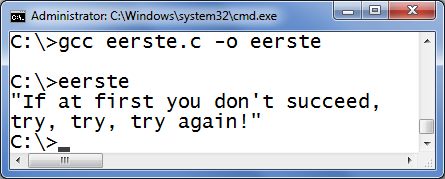 Administrator: C:\Windows\system32\cmd.exe
C:\>gcc eerste.c -o eerste
C:\>eerste
"If at first you don't succeed,
try, try, try again!"
C:\>_